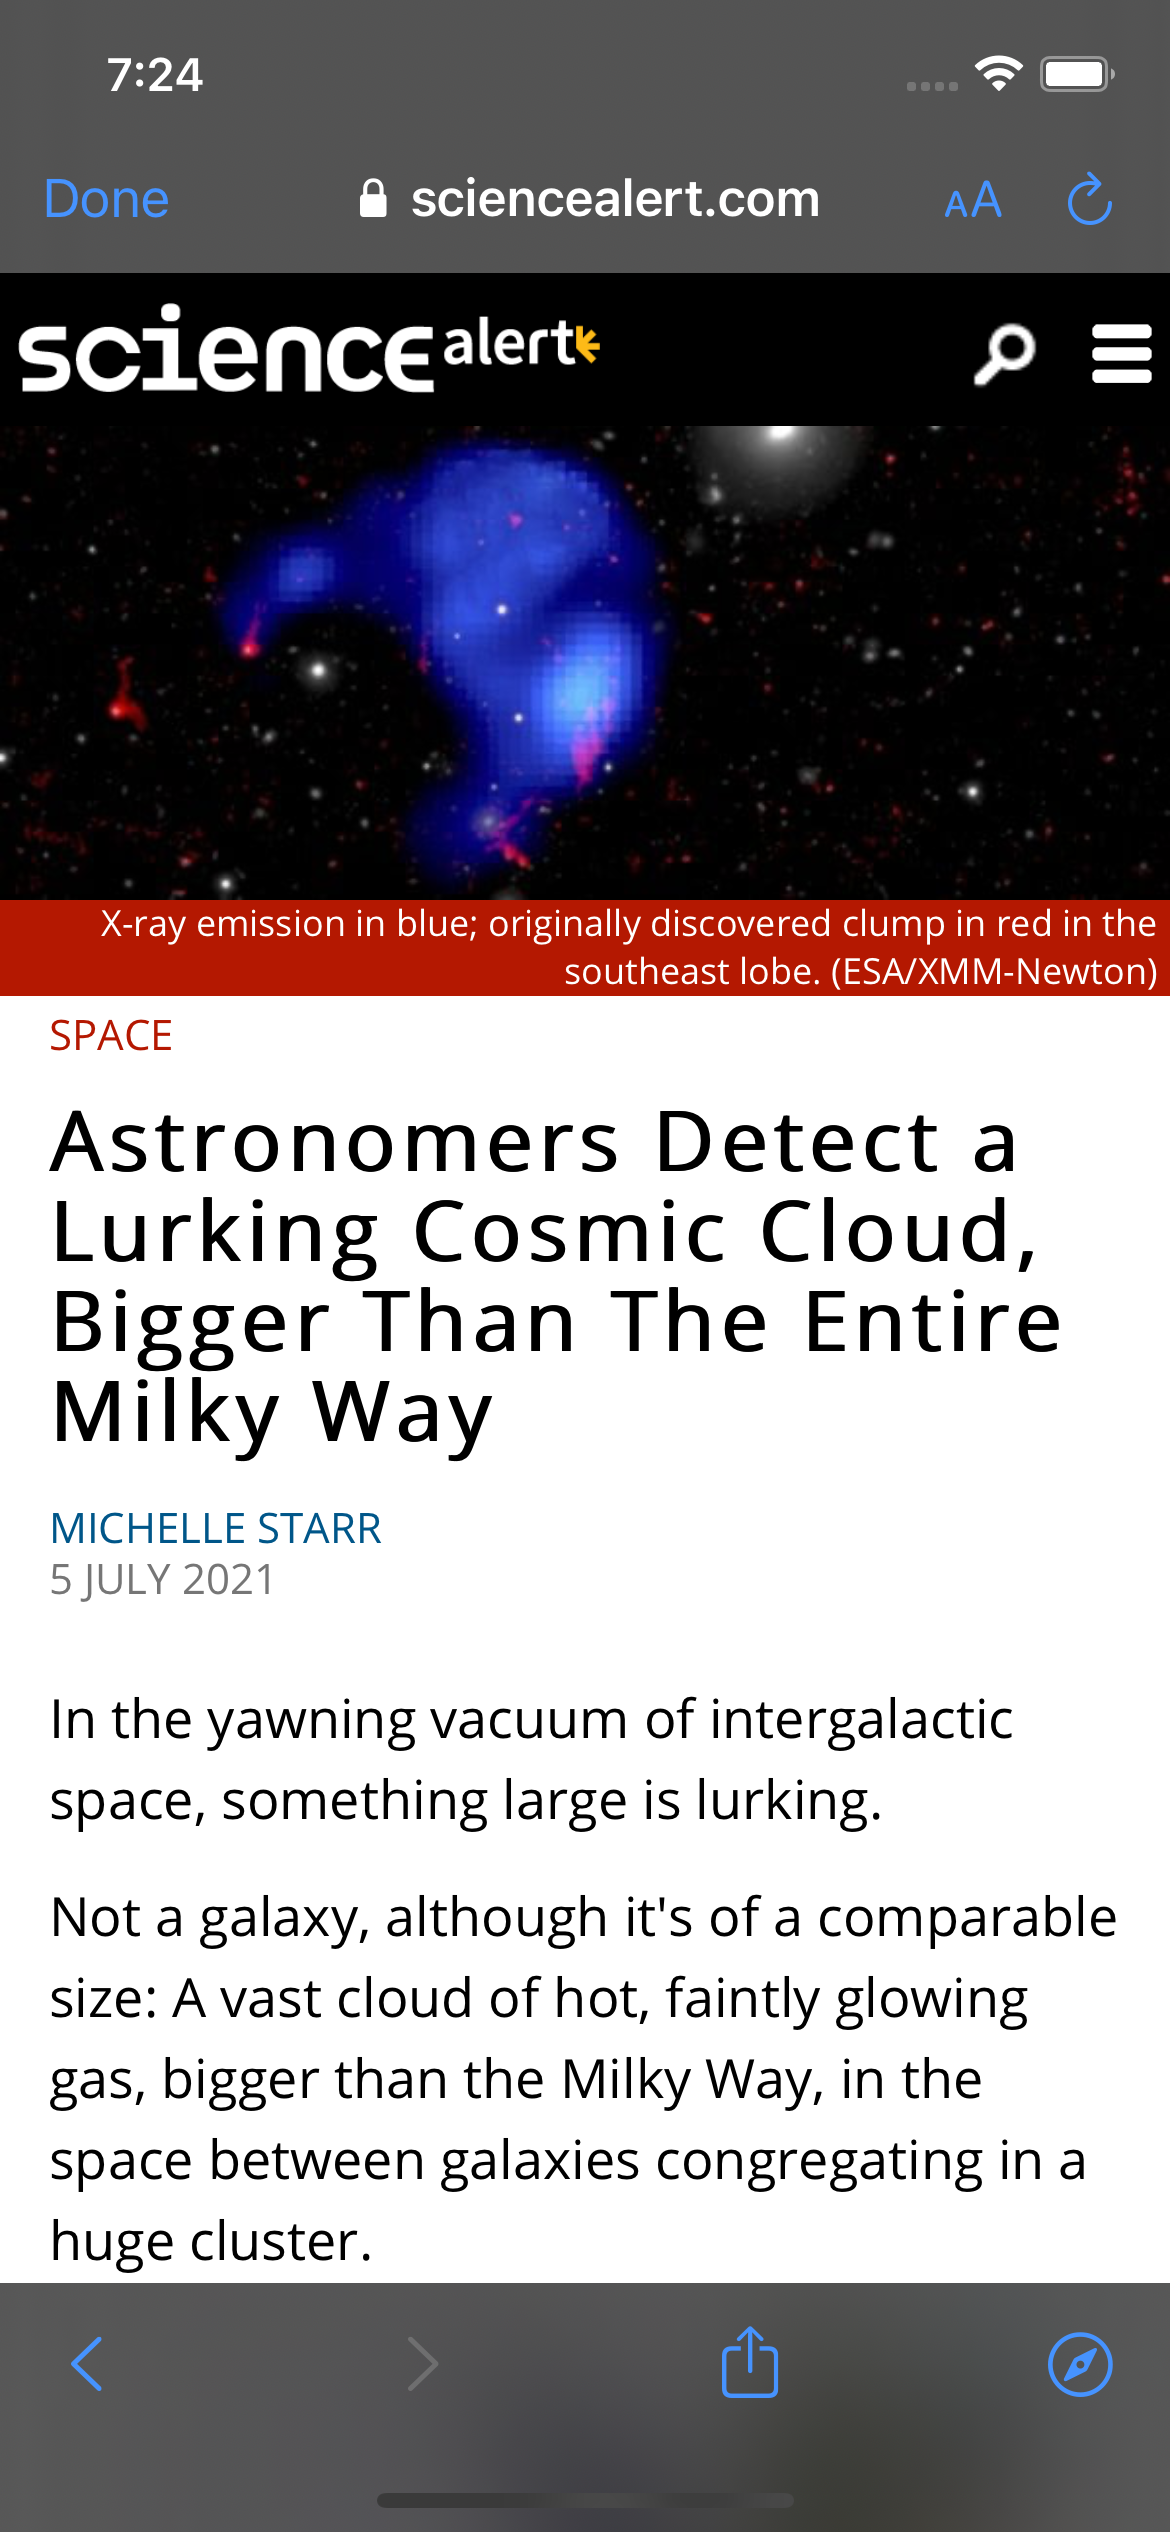 7:24
Done
sciencealert.com
AA
science alert
X-ray emission in blue; originally discovered clump in red in the
southeast lobe. (ESA/XMM-Newton)
SPACE
Astronomers Detect a
Lurking Cosmic Cloud,
Bigger Than The Entire
Milky Way
MICHELLE STARR
5 JULY 2021
In the yawning vacuum of intergalactic
space, something large is lurking.
Not a galaxy, although it's of a comparable
size: A vast cloud of hot, faintly glowing
gas, bigger than the Milky Way, in the
space between galaxies congregating in a
huge cluster.